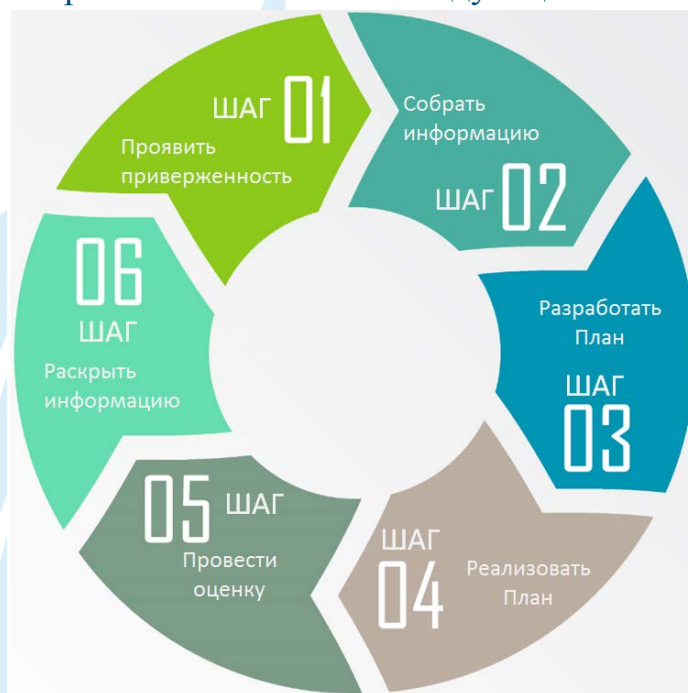 ШАГ 01
Проявить
приверженность
Собрать
информацию
ШАГ 02
Разработать
План
ШАГ
03
ШАГ
04
Реализовать
План
05 ШАГ
Провести
оценку
06
ШАГ
Раскрыть
информацию